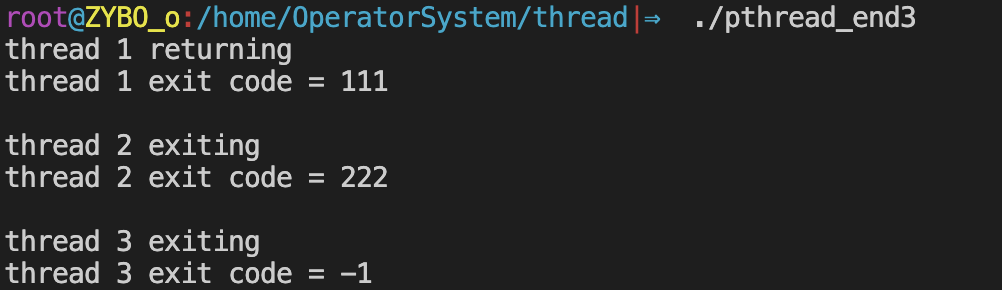 root@ZYBO_o:/home/OperatorSystem/thread|⇒  ./pthread_end3
thread 1 returning
thread 1 exit code = 111

thread 2 exiting
thread 2 exit code = 222

thread 3 exiting
thread 3 exit code = -1